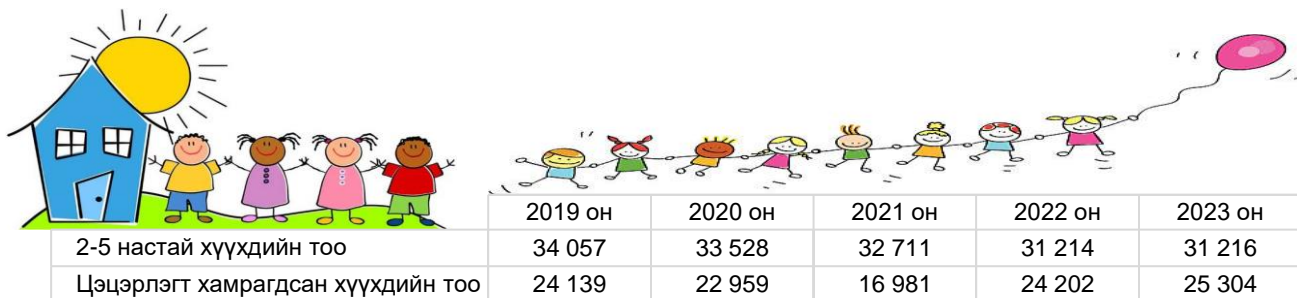 2019 он 2020 он 2021 он 2022 он 2023 он
2-5 настай хүүхдийн тоо 34 057 33 528 32 711 31 214 31 216
Цэцэрлэгт хамрагдсан хүүхдийн тоо 24 139 22 959 16 981 24 202 25 304